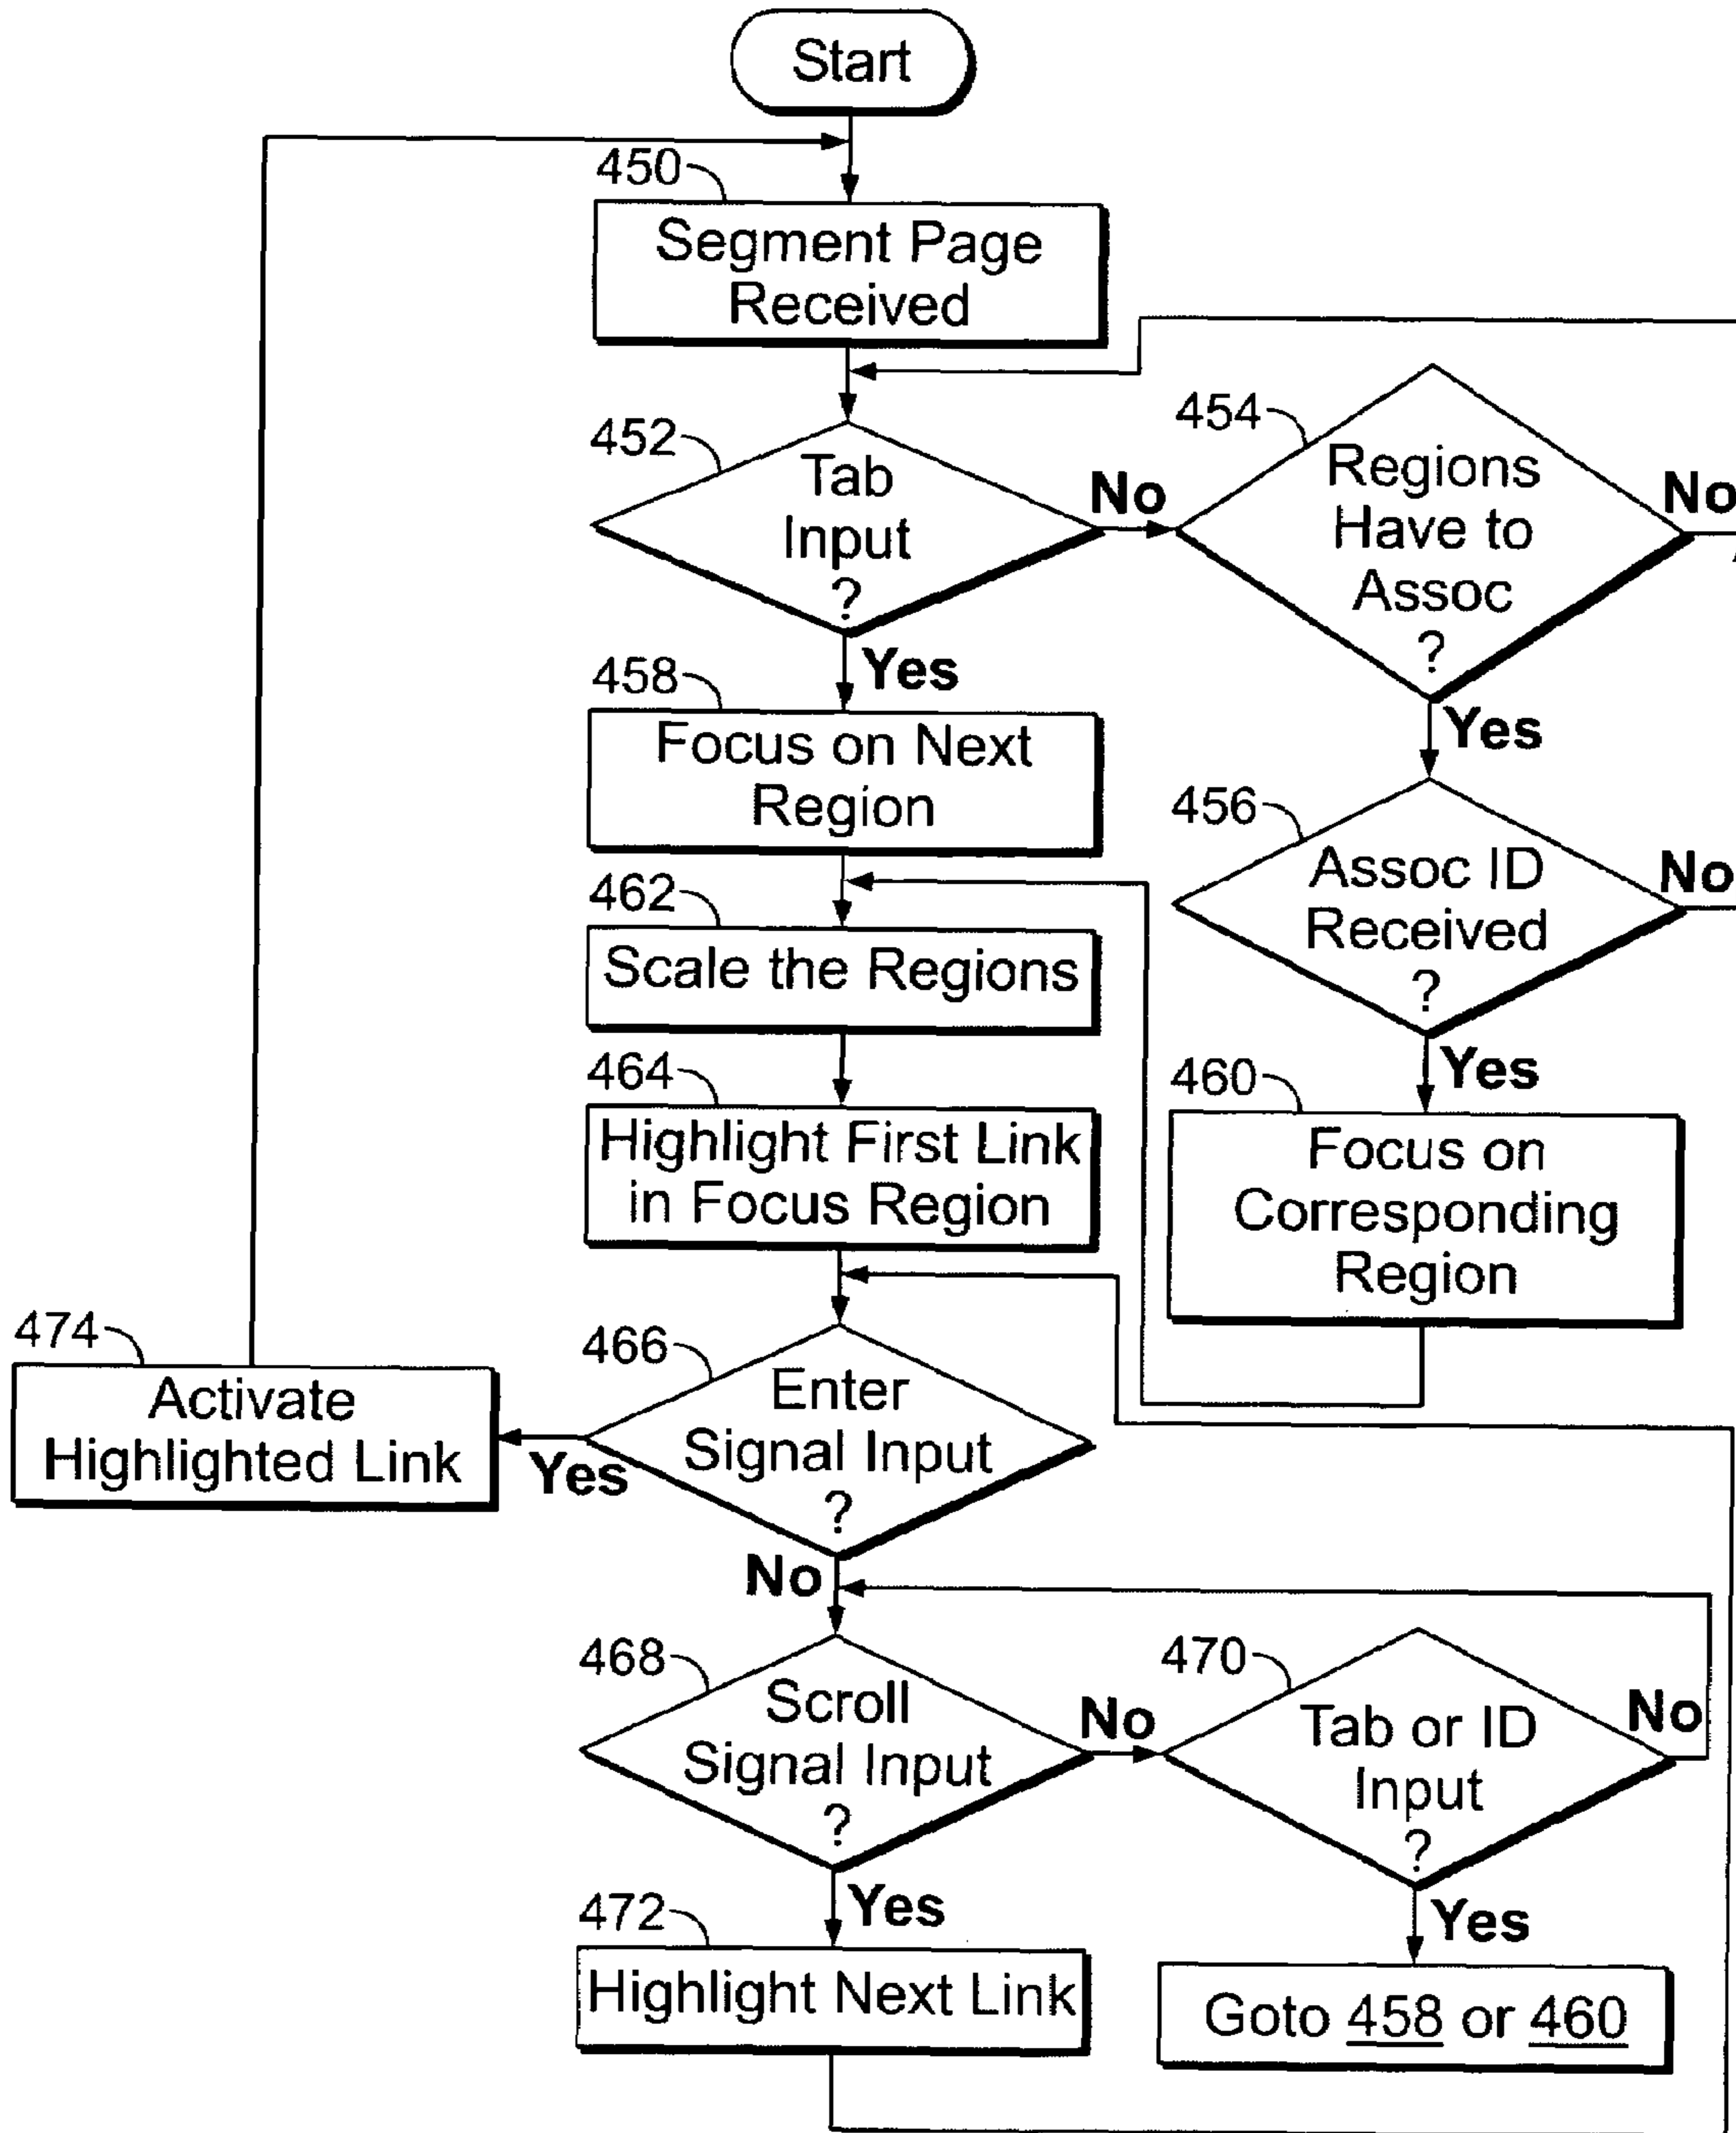 Start
450
Segment Page
Received
452
Tab
Input
?
No
Yes
454
Regions
Have to
Assoc
?
No
Yes
458
Focus on Next
Region
456
Assoc ID
Received
?
No
Yes
462
Scale the Regions
464
Highlight First Link
in Focus Region
460
Focus on
Corresponding
Region
474
Activate
Highlighted Link
466
Enter
Signal Input
?
Yes
No
468
Scroll
Signal Input
?
No
Yes
470
Tab or ID
Input
?
No
Yes
472
Highlight Next Link
Goto 458 or 460